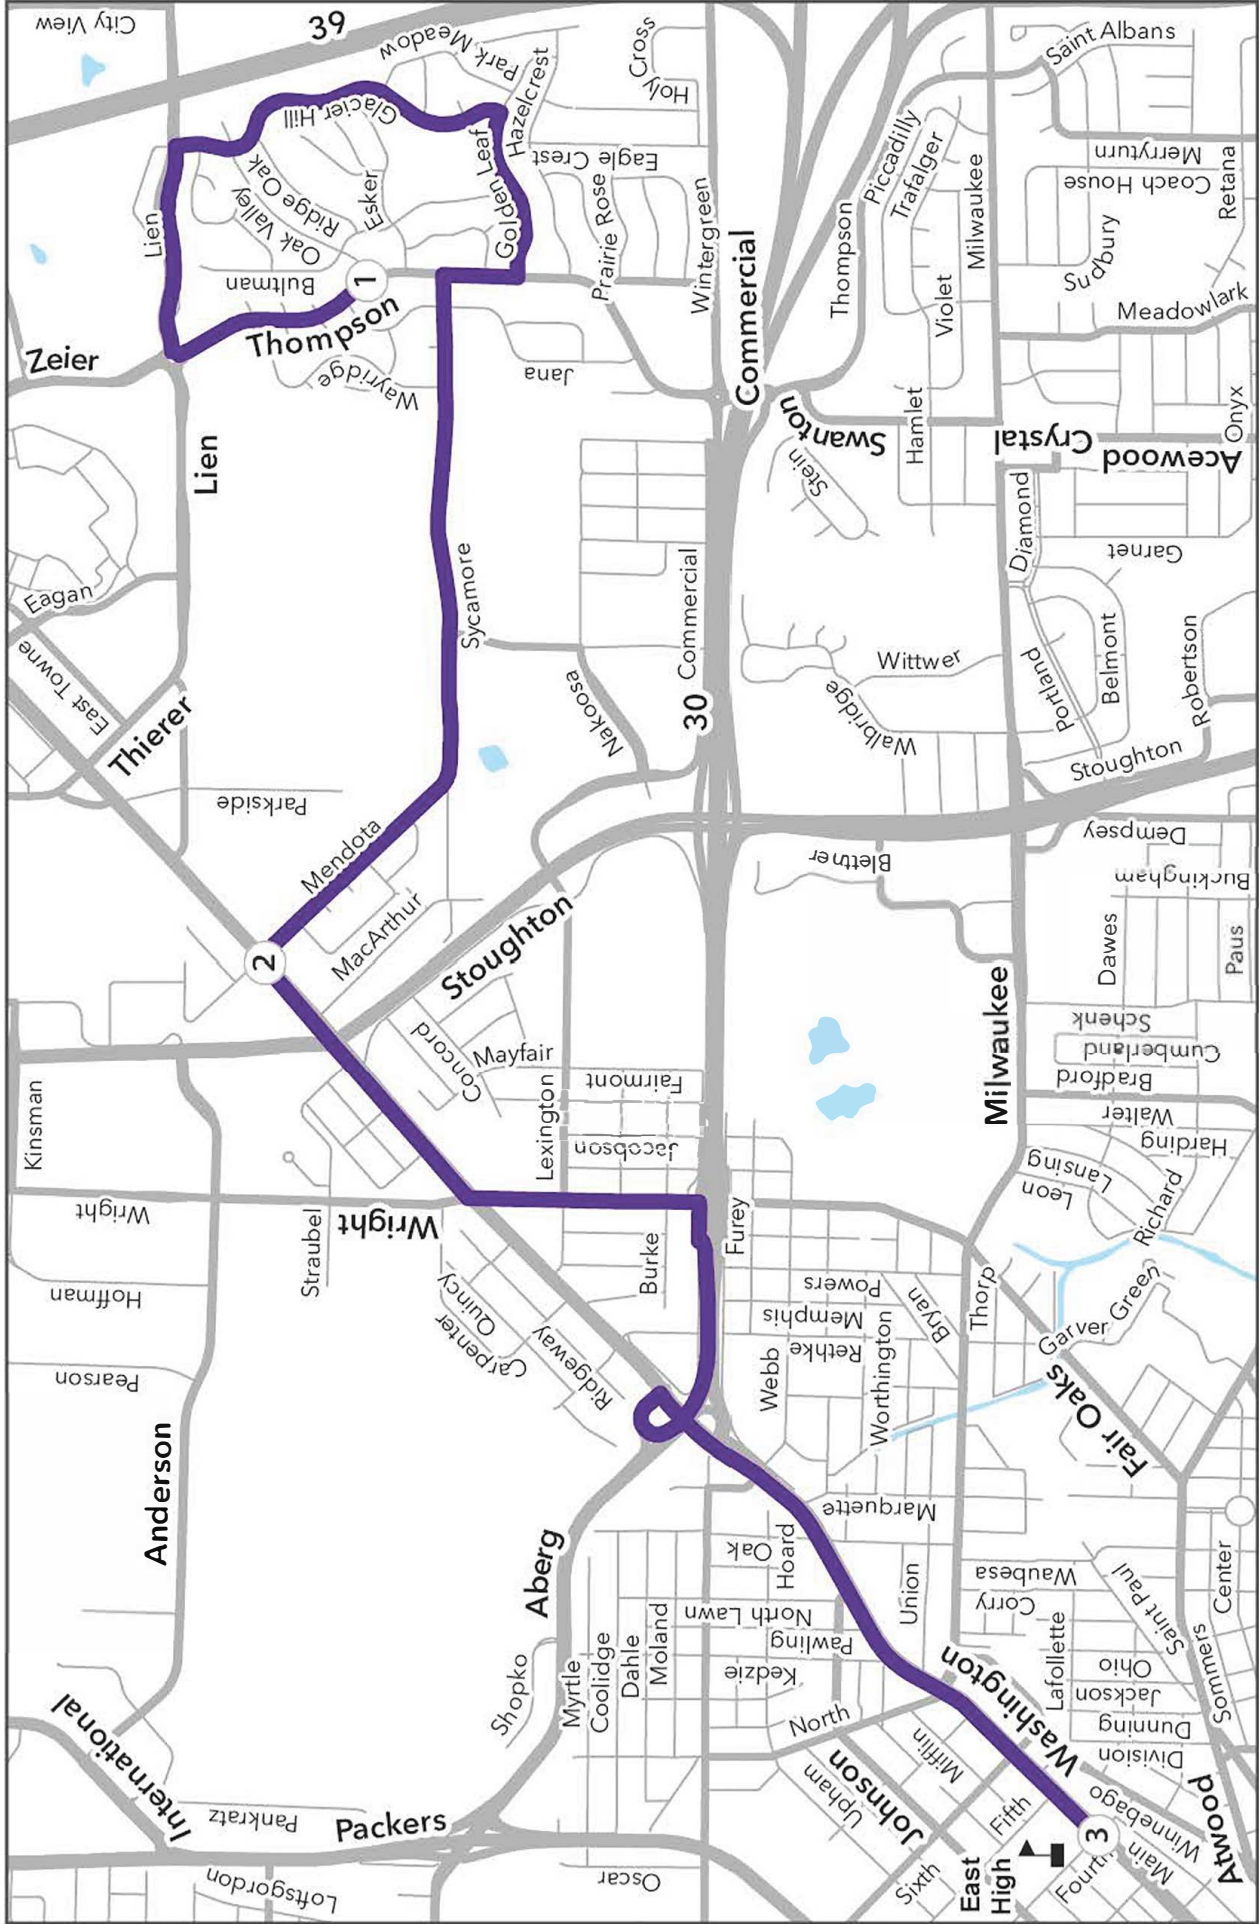 City View
39
Park Meadow
Cross
Holy
Saint Albans
Glacier Hill
Hazelcrest
Golden Leaf
Eagle Crest
Piccadilly
Trafalger
Milwaukee
Merryturn
Coach House
Retana
Lien
Ridge Oak
Oak Valley
Esker
Bultman
1
Thompson
Prairie Rose
Wintergreen
Commercial
Thompson
Violet
Sudbury
Meadowlark
Zeier
Wayridge
Jana
Swanton
Hamlet
Crystal
Onyx
Acewood
Lien
Stein
Diamond
Garnet
Eagan
Sycamore
Commercial
East Towne
Thierer
Nakoosa
30
Wittwer
Walbridge
Portland
Belmont
Robertson
Stoughton
Parkside
Mendota
Blettner
Dempsey
Buckingham
MacArthur
2
Stoughton
Dawes
Paus
Milwaukee
Schenk
Cumberland
Bradford
Concord
Mayfair
Fairmont
Kinsman
Lexington
Jacobson
Walter
Harding
Lansing
Leon
Richard
Wright
Straubel
Wright
Burke
Furey
Hoffman
Quincy
Carpenter
Ridgeway
Powers
Memphis
Rethke
Bryan
Thorp
Garver Green
Pearson
Webb
Worthington
Fair Oaks
Anderson
Aberg
Marquette
Oak
Hoard
Union
Waubesa
Corry
Saint Paul
Center
North Lawn
Pawling
Kedzie
Moland
Dahle
Coolidge
Myrtle
Shopko
Washington
Lafollette
Ohio
Jackson
Dunning
Division
Sommers
International
North
Mifflin
Johnson
Upham
Pankratz
Packers
Fifth
Winnebago
Atwood
3
Main
Loftsgordon
Oscar
Sixth
East
High
Fourth